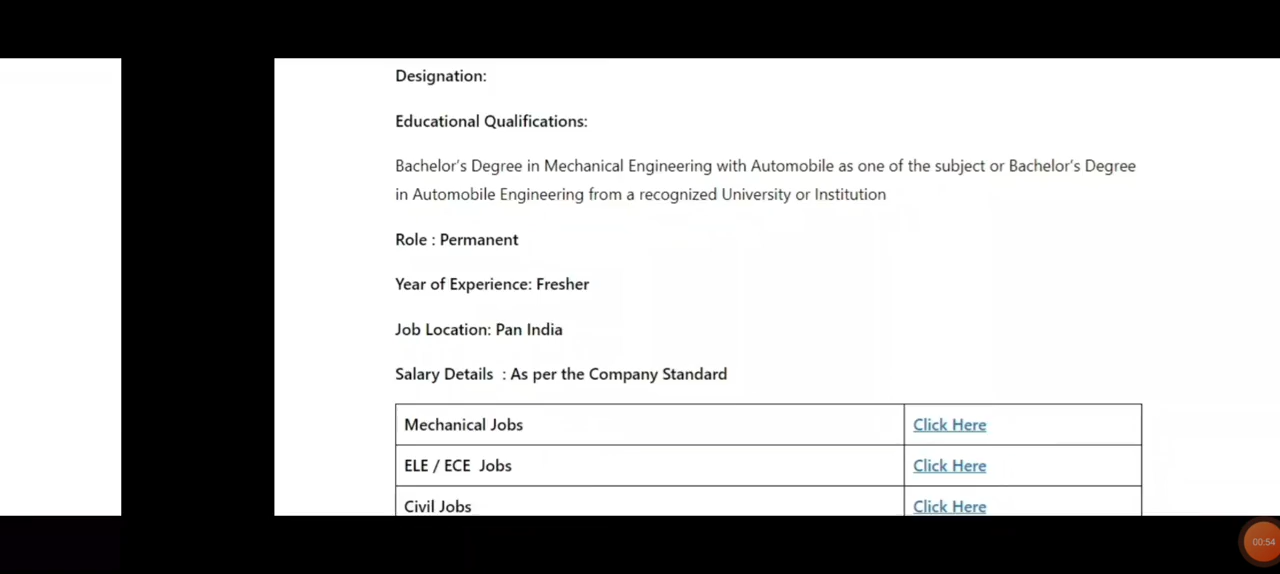 Designation:
Educational Qualifications:
Bachelor's Degree in Mechanical Engineering with Automobile as one of the subject or Bachelor's Degree
in Automobile Engineering from a recognized University or Institution
Role : Permanent
Year of Experience: Fresher
Job Location: Pan India
Salary Details : As per the Company Standard
Mechanical Jobs Click Here
ELE / ECE Jobs Click Here
Civil Jobs Click Here
00:54